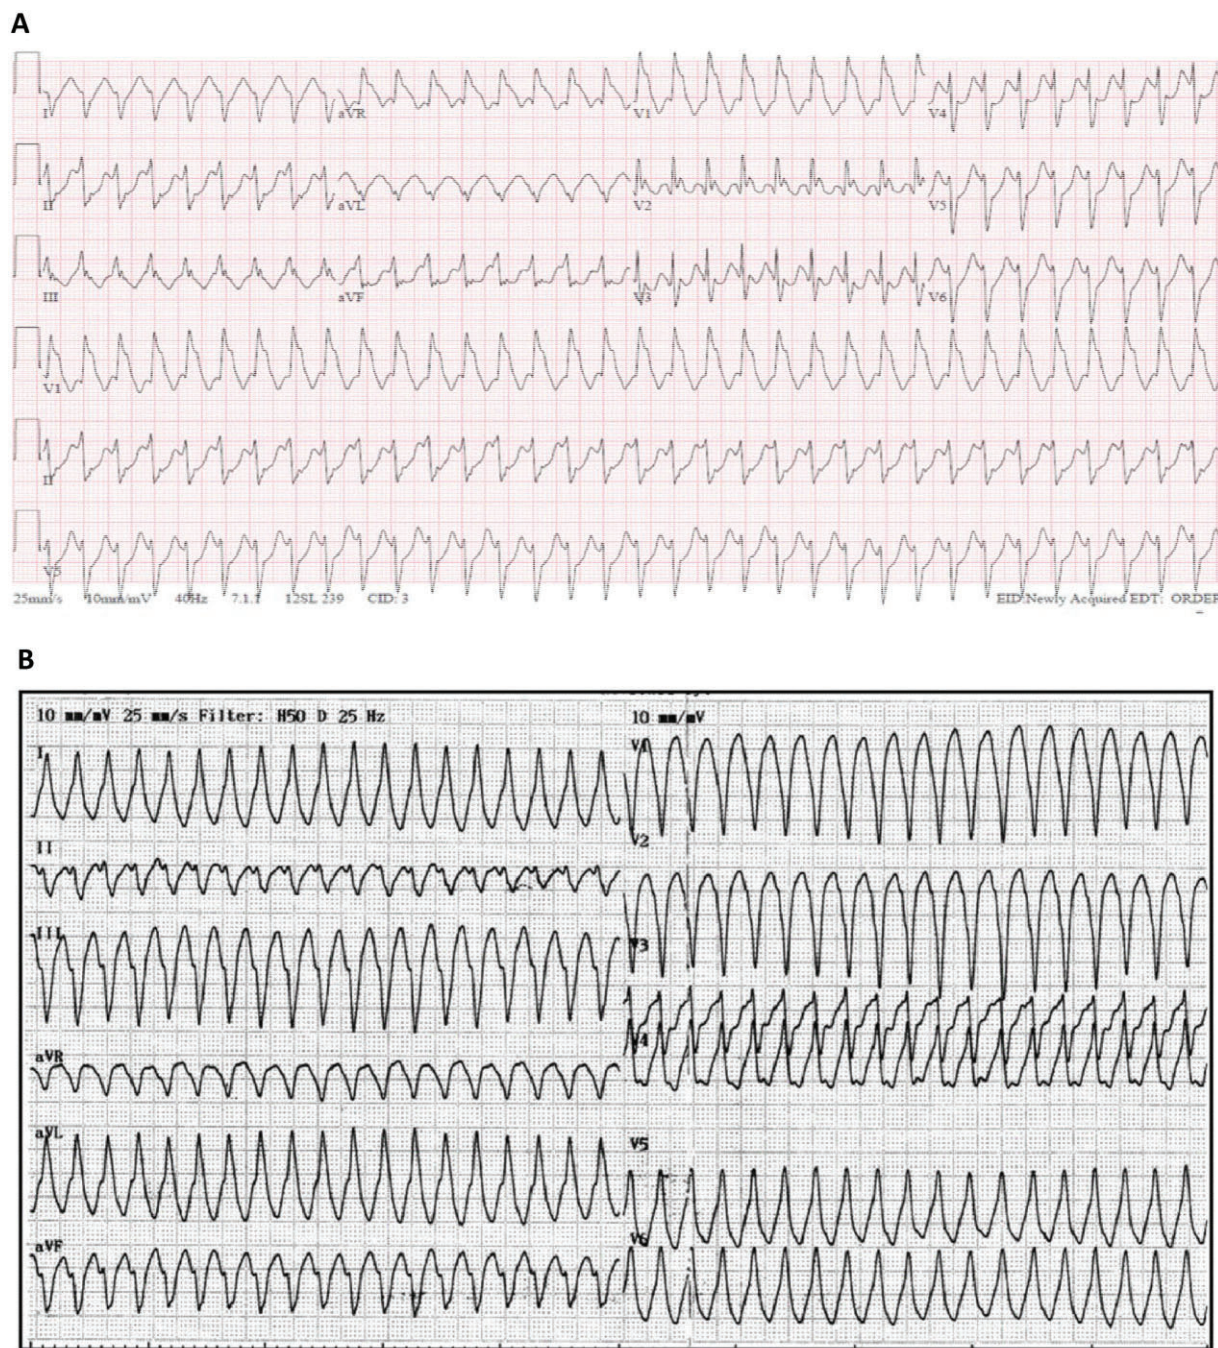 A
I aVR V1 V4
II aVL V2 V5
III aVF V3 V6
V1
II
V5
25mm/s 10mm/mV 40Hz 7.1.1 12SL 239 CID: 3 EID:Newly Acquired EDT: ORDER
B
10 mm/mV 25 mm/s Filter: H50 D 25 Hz 10 mm/mV
I V1
II V2
III V3
aVR V4
aVL V5
aVF V6